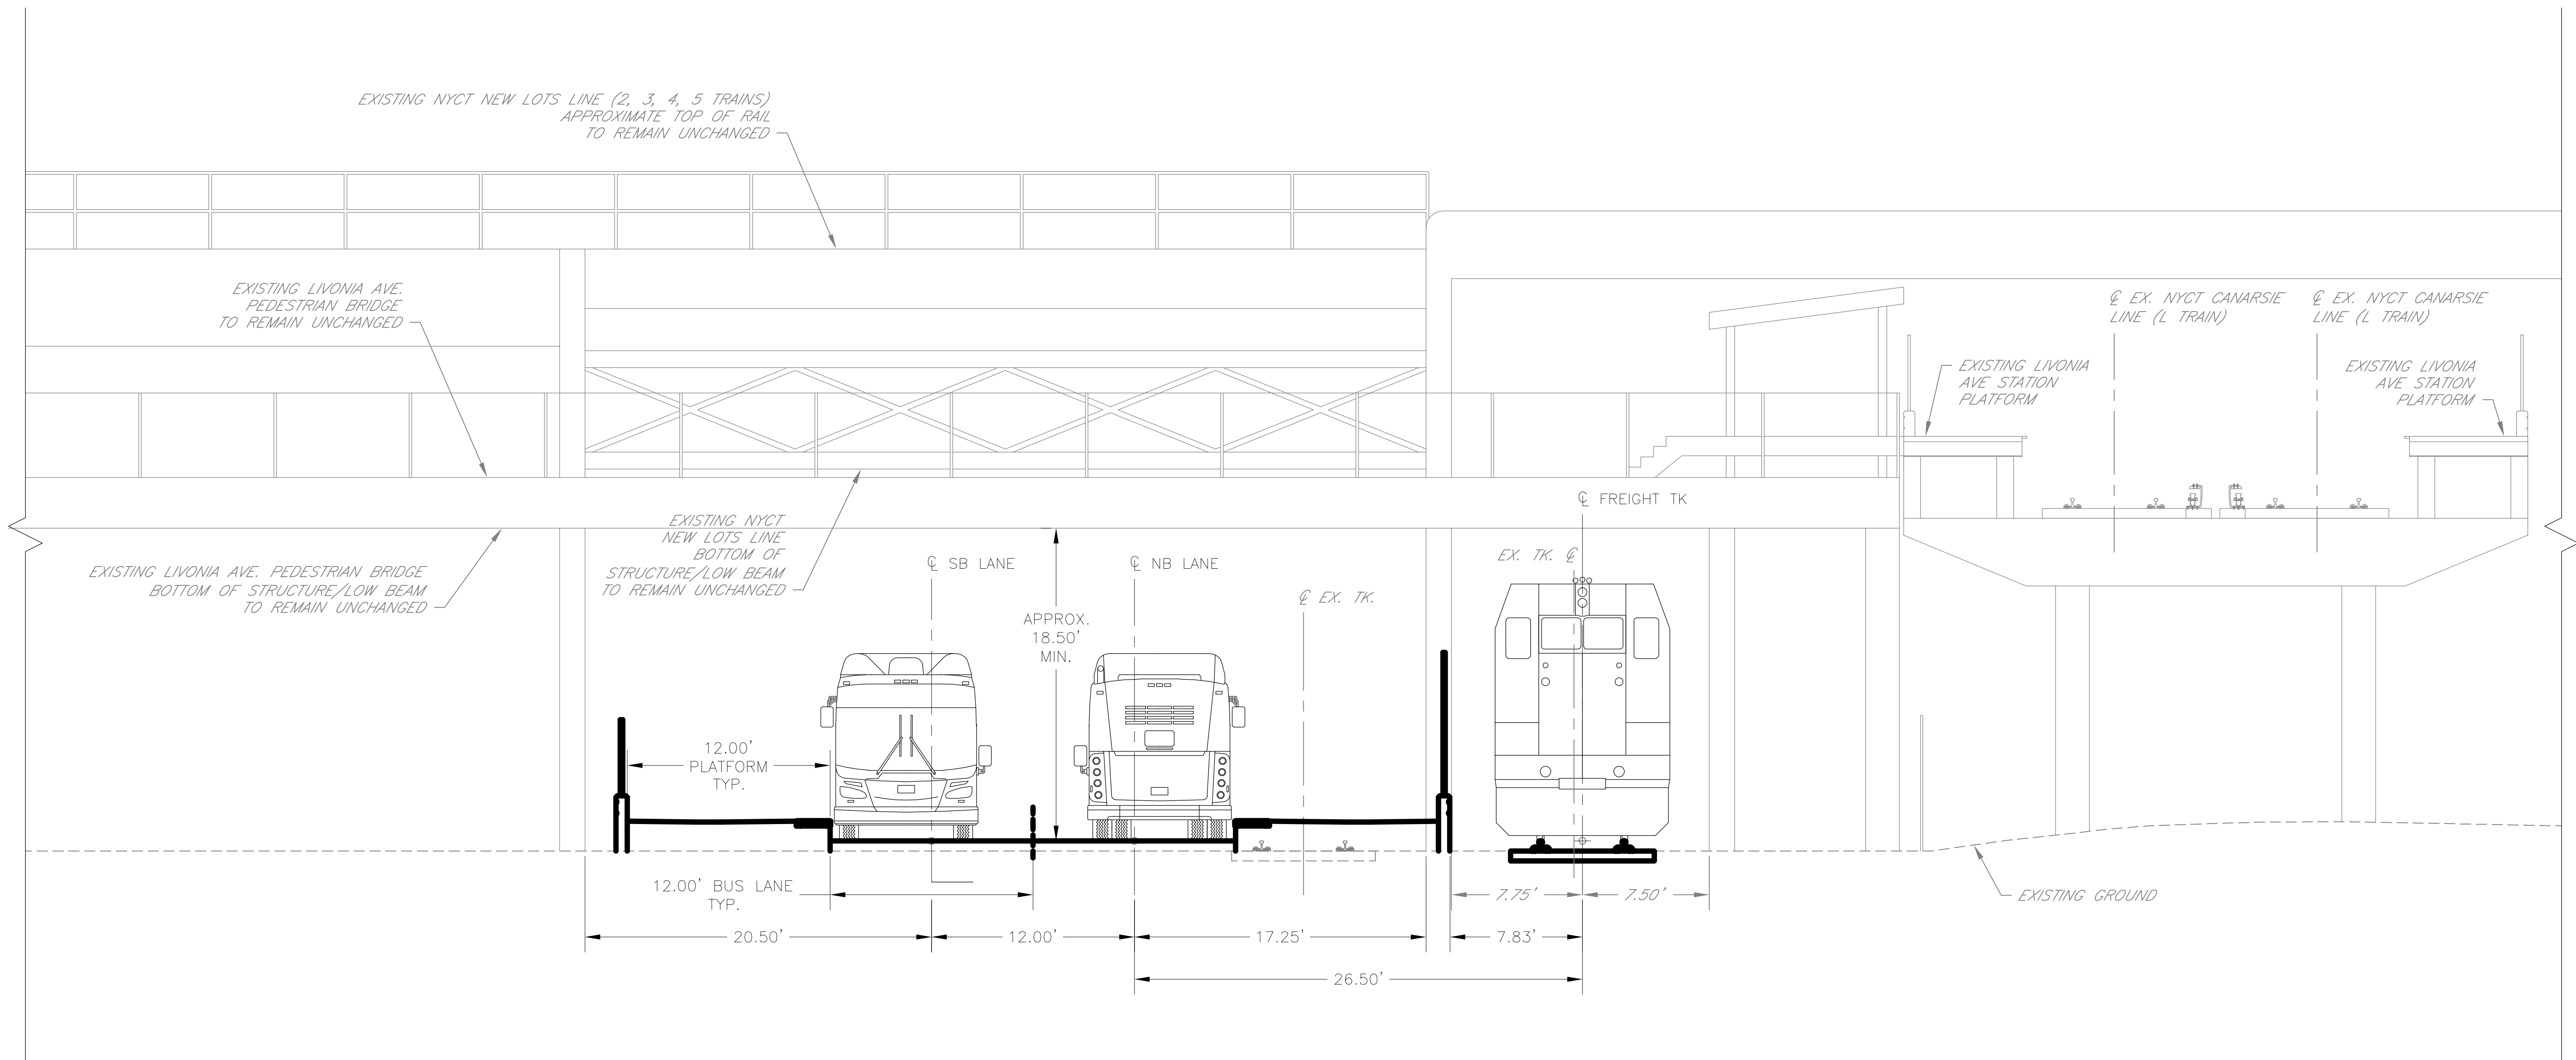 EXISTING NYCT NEW LOTS LINE (2, 3, 4, 5 TRAINS)
APPROXIMATE TOP OF RAIL
TO REMAIN UNCHANGED
EXISTING LIVONIA AVE.
PEDESTRIAN BRIDGE
TO REMAIN UNCHANGED
℄ EX. NYCT CANARSIE
LINE (L TRAIN)
℄ EX. NYCT CANARSIE
LINE (L TRAIN)
EXISTING LIVONIA
AVE STATION
PLATFORM
EXISTING LIVONIA
AVE STATION
PLATFORM
℄ FREIGHT TK
EXISTING NYCT
NEW LOTS LINE
BOTTOM OF
STRUCTURE/LOW BEAM
TO REMAIN UNCHANGED
EXISTING LIVONIA AVE. PEDESTRIAN BRIDGE
BOTTOM OF STRUCTURE/LOW BEAM
TO REMAIN UNCHANGED
℄ SB LANE
℄ NB LANE
EX. TK. ℄
℄ EX. TK.
APPROX.
18.50'
MIN.
12.00'
PLATFORM
TYP.
12.00' BUS LANE
TYP.
7.75'
7.50'
EXISTING GROUND
20.50'
12.00'
17.25'
7.83'
26.50'